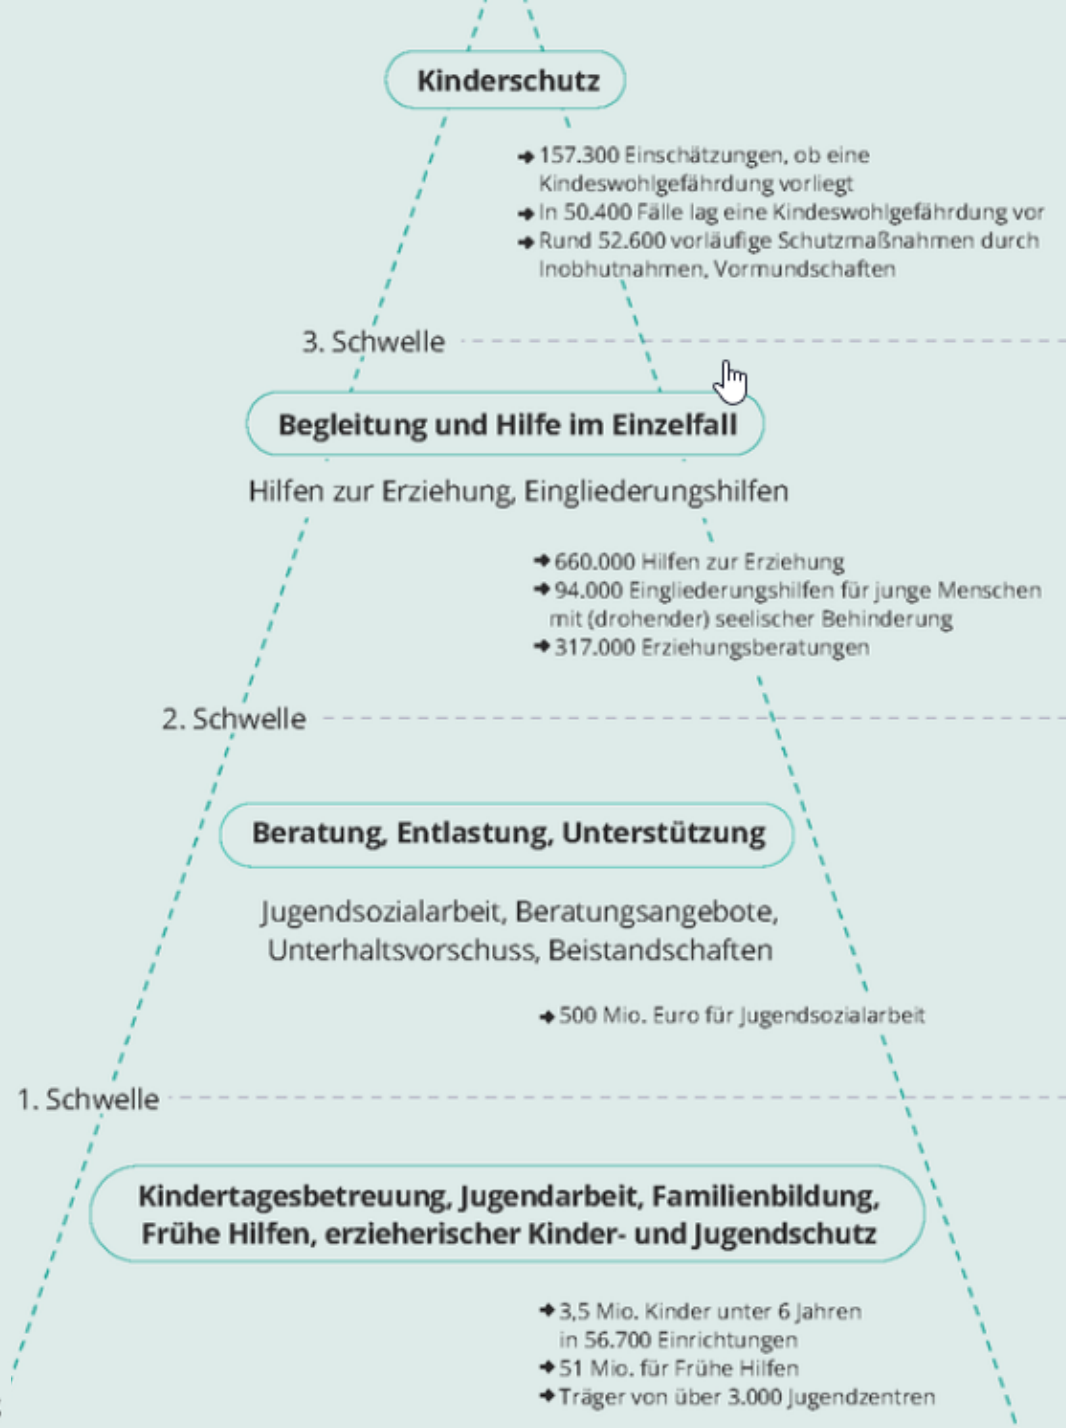 Kinderschutz
➔ 157.300 Einschätzungen, ob eine
Kindeswohlgefährdung vorliegt
➔ In 50.400 Fälle lag eine Kindeswohlgefährdung vor
➔ Rund 52.600 vorläufige Schutzmaßnahmen durch
Inobhutnahmen, Vormundschaften
3. Schwelle
Begleitung und Hilfe im Einzelfall
Hilfen zur Erziehung, Eingliederungshilfen
➔ 660.000 Hilfen zur Erziehung
➔ 94.000 Eingliederungshilfen für junge Menschen
mit (drohender) seelischer Behinderung
➔ 317.000 Erziehungsberatungen
2. Schwelle
Beratung, Entlastung, Unterstützung
Jugendsozialarbeit, Beratungsangebote,
Unterhaltsvorschuss, Beistandschaften
➔ 500 Mio. Euro für Jugendsozialarbeit
1. Schwelle
Kindertagesbetreuung, Jugendarbeit, Familienbildung,
Frühe Hilfen, erzieherischer Kinder- und Jugendschutz
➔ 3,5 Mio. Kinder unter 6 Jahren
in 56.700 Einrichtungen
➔ 51 Mio. für Frühe Hilfen
➔ Träger von über 3.000 Jugendzentren